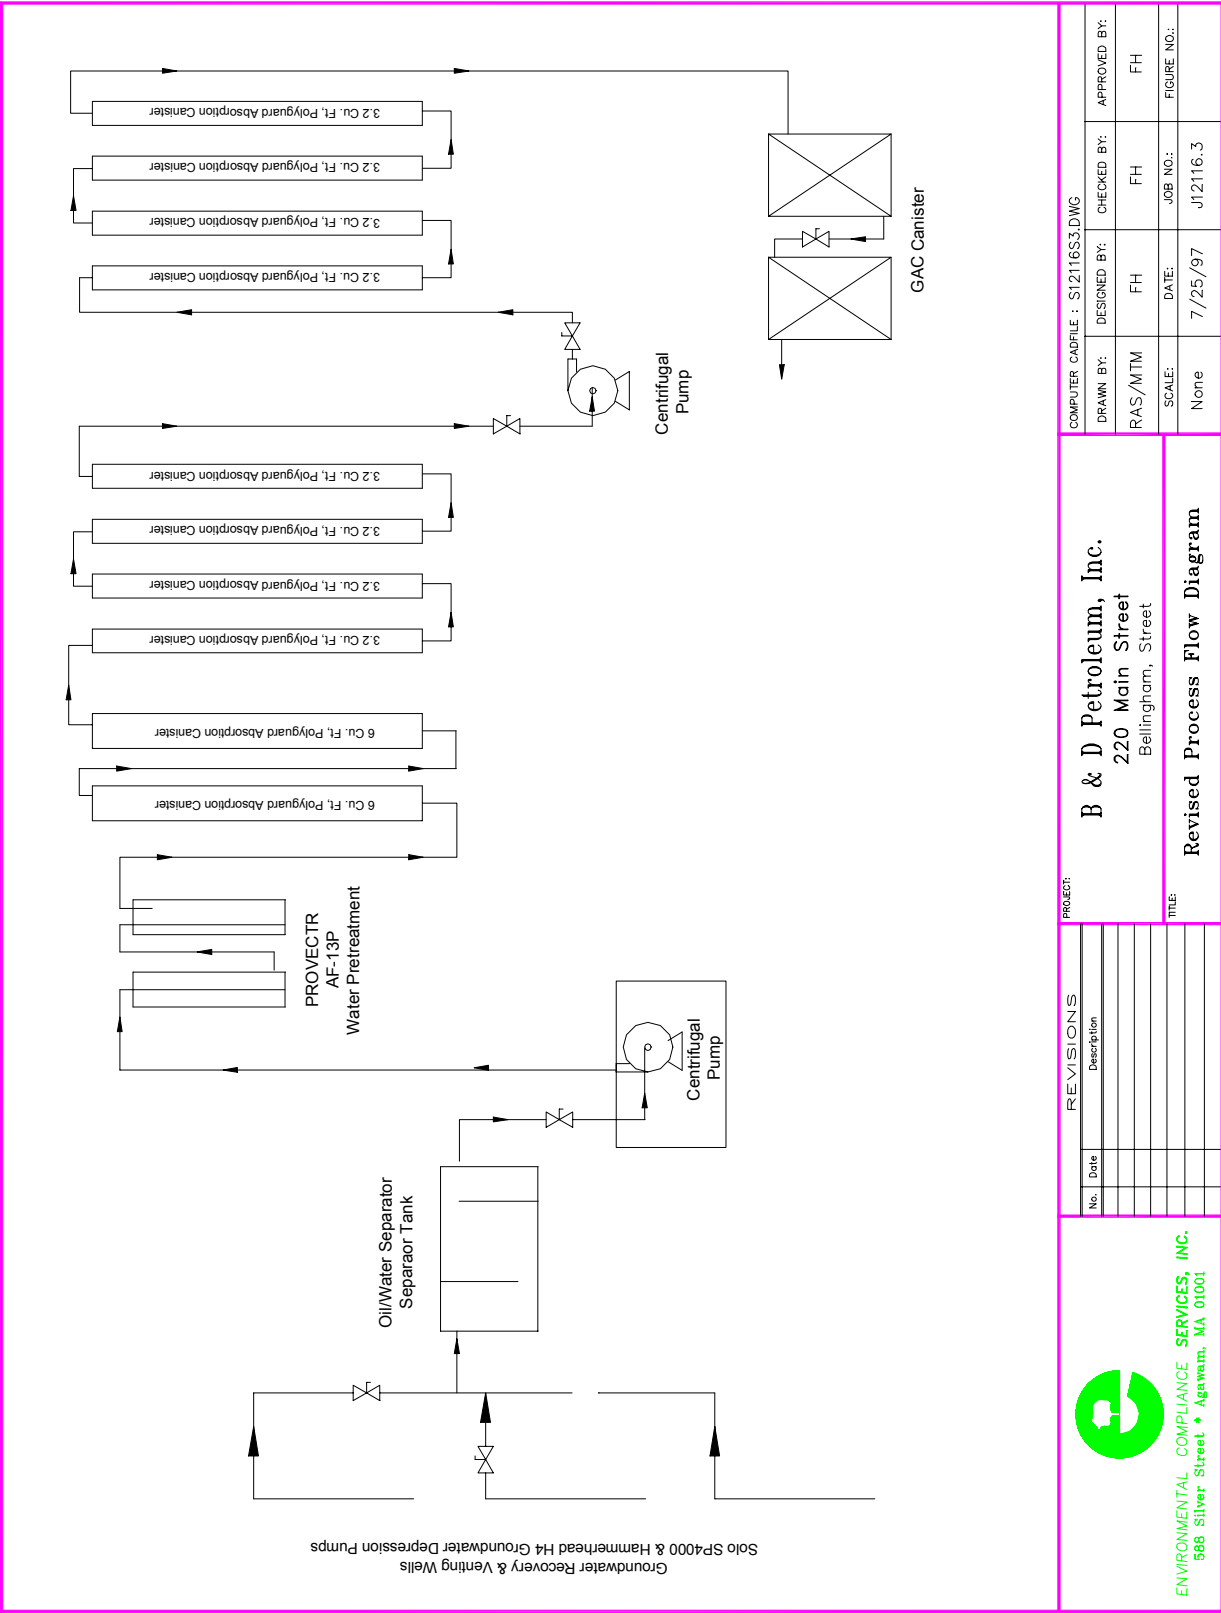 Groundwater Recovery & Venting Wells
Solo SP4000 & Hammerhead H4 Groundwater Depression Pumps
Oil/Water Separator
Separaor Tank
Centrifugal
Pump
PROVECTR
AF-13P
Water Pretreatment
6 Cu. Ft, Polyguard Absorption Canister
6 Cu. Ft, Polyguard Absorption Canister
3.2 Cu. Ft, Polyguard Absorption Canister
3.2 Cu. Ft, Polyguard Absorption Canister
3.2 Cu. Ft, Polyguard Absorption Canister
3.2 Cu. Ft, Polyguard Absorption Canister
Centrifugal
Pump
3.2 Cu. Ft, Polyguard Absorption Canister
3.2 Cu. Ft, Polyguard Absorption Canister
3.2 Cu. Ft, Polyguard Absorption Canister
3.2 Cu. Ft, Polyguard Absorption Canister
GAC Canister
ENVIRONMENTAL COMPLIANCE SERVICES, INC.
588 Silver Street * Agawam, MA 01001
REVISIONS
No. Date Description
PROJECT:
B & D Petroleum, Inc.
220 Main Street
Bellingham, Street
TITLE:
Revised Process Flow Diagram
COMPUTER CADFILE : S12116S3.DWG
DRAWN BY: DESIGNED BY: CHECKED BY: APPROVED BY:
RAS/MTM FH FH FH
SCALE: DATE: JOB NO.: FIGURE NO.:
None 7/25/97 J12116.3